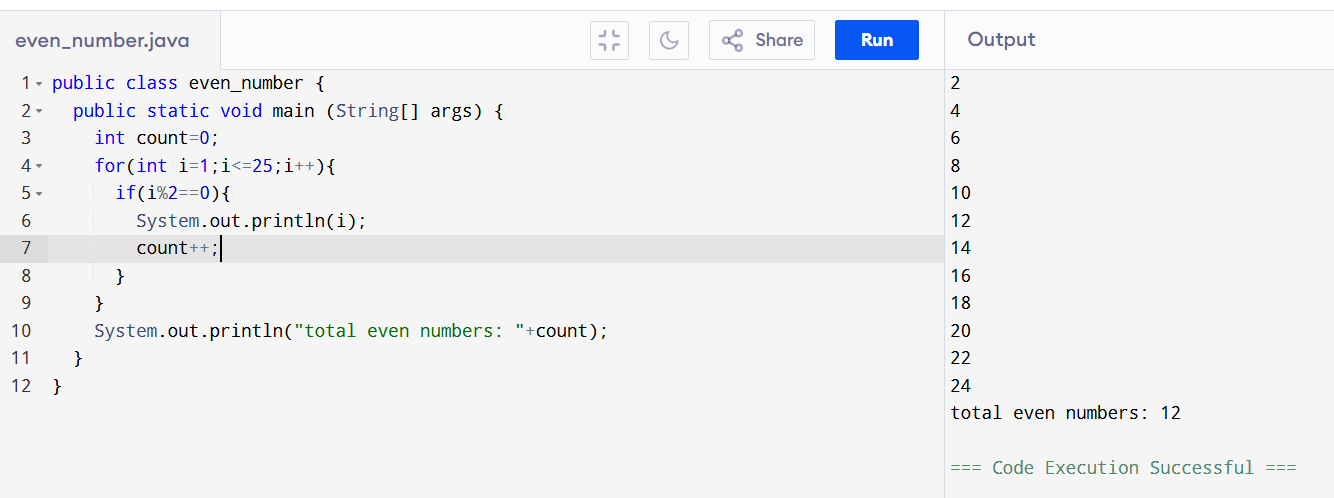 even_number.java
Share
Run
Output
1 public class even_number {
2 public static void main (String[] args) {
3 int count=0;
4 for(int i=1;i<=25;i++){
5 if(i%2==0){
6 System.out.println(i);
7 count++;
8 }
9 }
10 System.out.println("total even numbers: "+count);
11 }
12 }
2
4
6
8
10
12
14
16
18
20
22
24
total even numbers: 12
=== Code Execution Successful ===